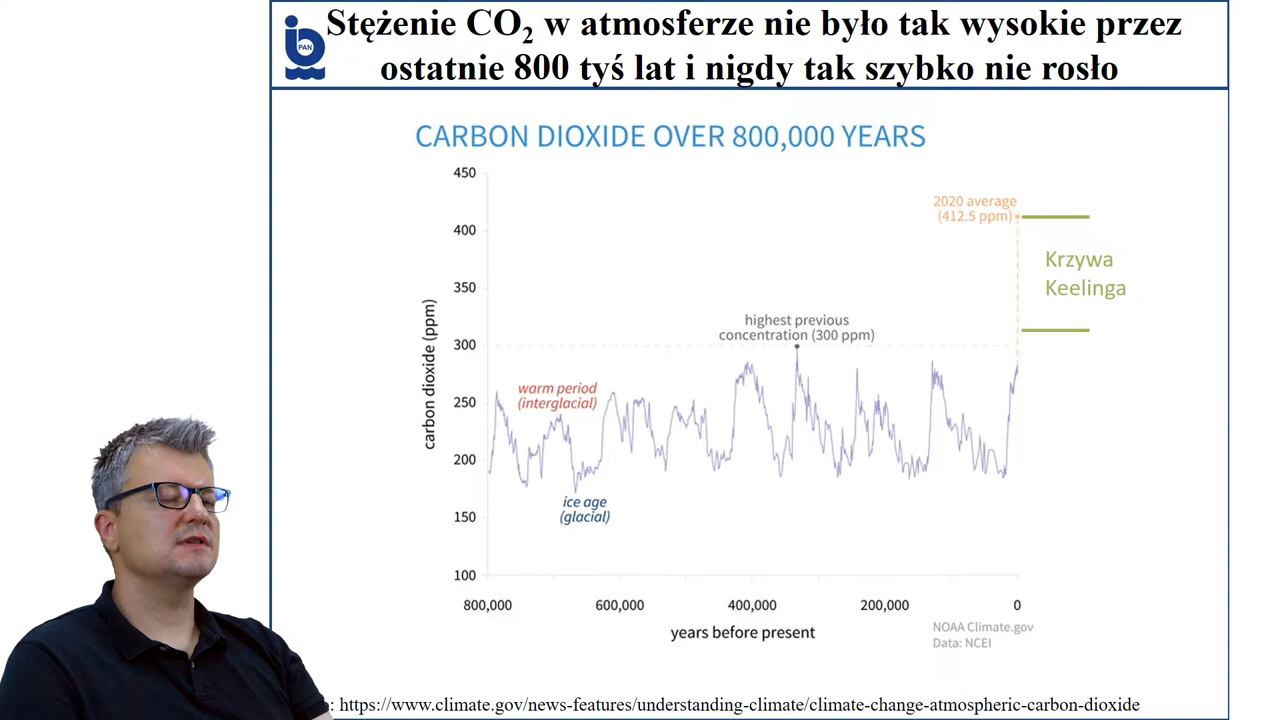 Stężenie CO₂ w atmosferze nie było tak wysokie przez
ostatnie 800 tyś lat i nigdy tak szybko nie rosło
PAN
CARBON DIOXIDE OVER 800,000 YEARS
450
400
350
300
250
200
150
100
carbon dioxide (ppm)
2020 average
(412.5 ppm)
Krzywa
Keelinga
highest previous
concentration (300 ppm)
warm period
(interglacial)
ice age
(glacial)
800,000
600,000
400,000
200,000
0
years before present
NOAA Climate.gov
Data: NCEI
: https://www.climate.gov/news-features/understanding-climate/climate-change-atmospheric-carbon-dioxide